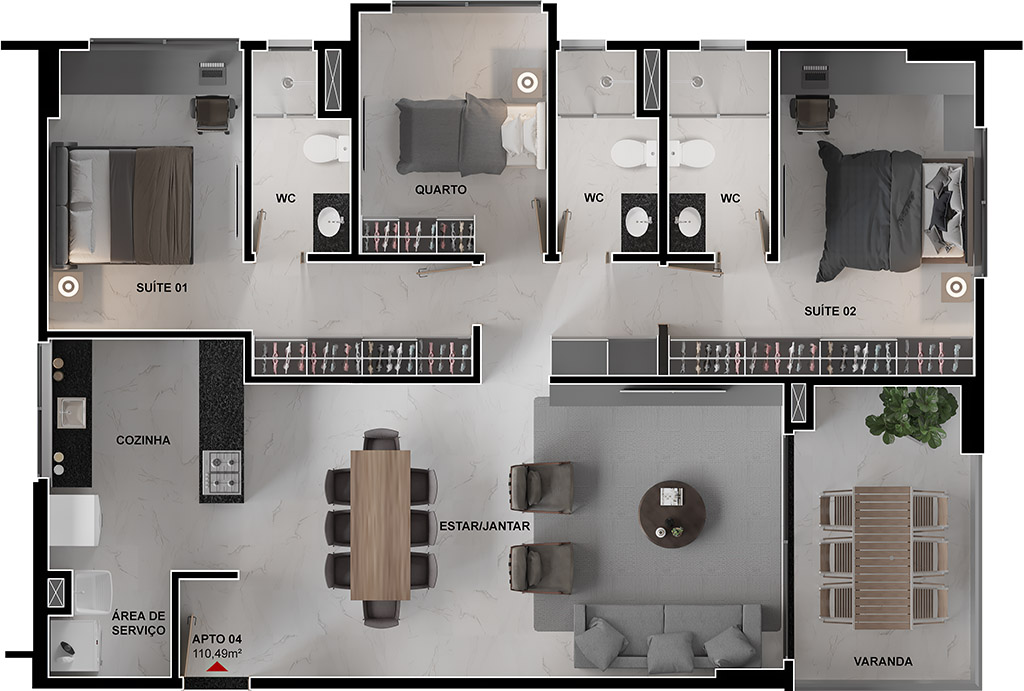 QUARTO
WC
WC
WC
SUÍTE 01
SUÍTE 02
COZINHA
ESTAR/JANTAR
ÁREA DE
SERVIÇO
APTO 04
110,49m²
VARANDA